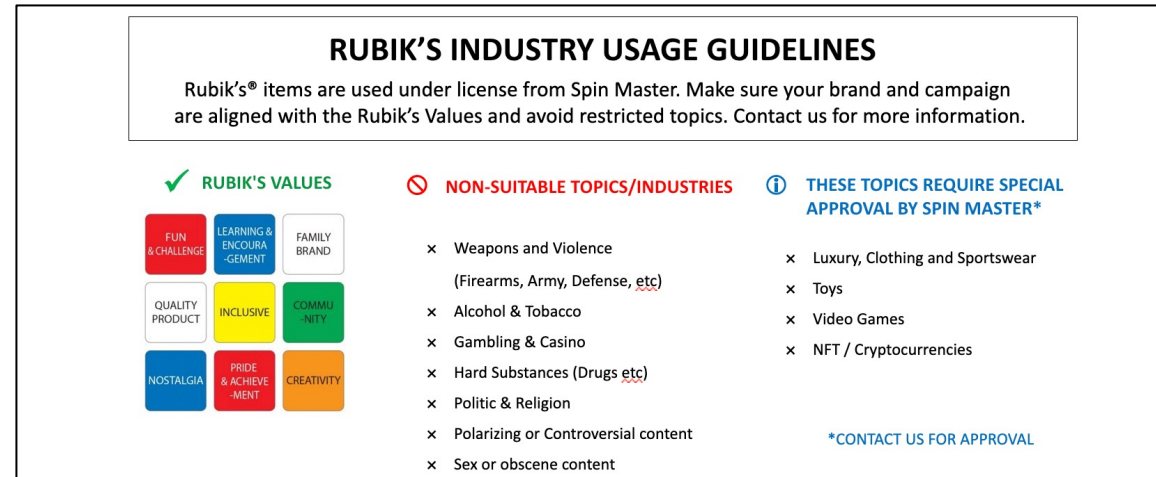 RUBIK'S INDUSTRY USAGE GUIDELINES
Rubik's® items are used under license from Spin Master. Make sure your brand and campaign
are aligned with the Rubik's Values and avoid restricted topics. Contact us for more information.
RUBIK'S VALUES
FUN
& CHALLENGE
LEARNING &
ENCOURA
-GEMENT
FAMILY
BRAND
QUALITY
PRODUCT
INCLUSIVE
COMMU
-NITY
NOSTALGIA
PRIDE
& ACHIEVE
-MENT
CREATIVITY
NON-SUITABLE TOPICS/INDUSTRIES
× Weapons and Violence
(Firearms, Army, Defense, etc)
× Alcohol & Tobacco
× Gambling & Casino
× Hard Substances (Drugs etc)
× Politic & Religion
× Polarizing or Controversial content
× Sex or obscene content
THESE TOPICS REQUIRE SPECIAL
APPROVAL BY SPIN MASTER*
× Luxury, Clothing and Sportswear
× Toys
× Video Games
× NFT / Cryptocurrencies
*CONTACT US FOR APPROVAL